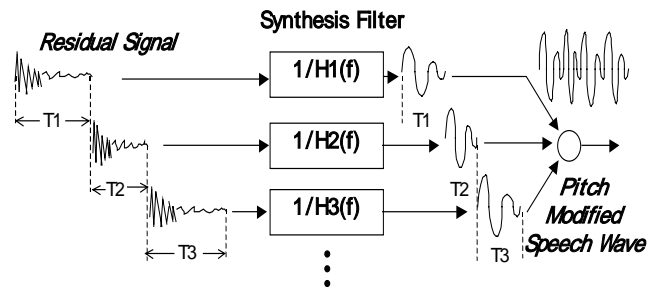 Synthesis Filter
Residual Signal
1/H1(f)
T1
T1
1/H2(f)
T2
T2
1/H3(f)
T3
T3
Pitch
Modified
Speech Wave